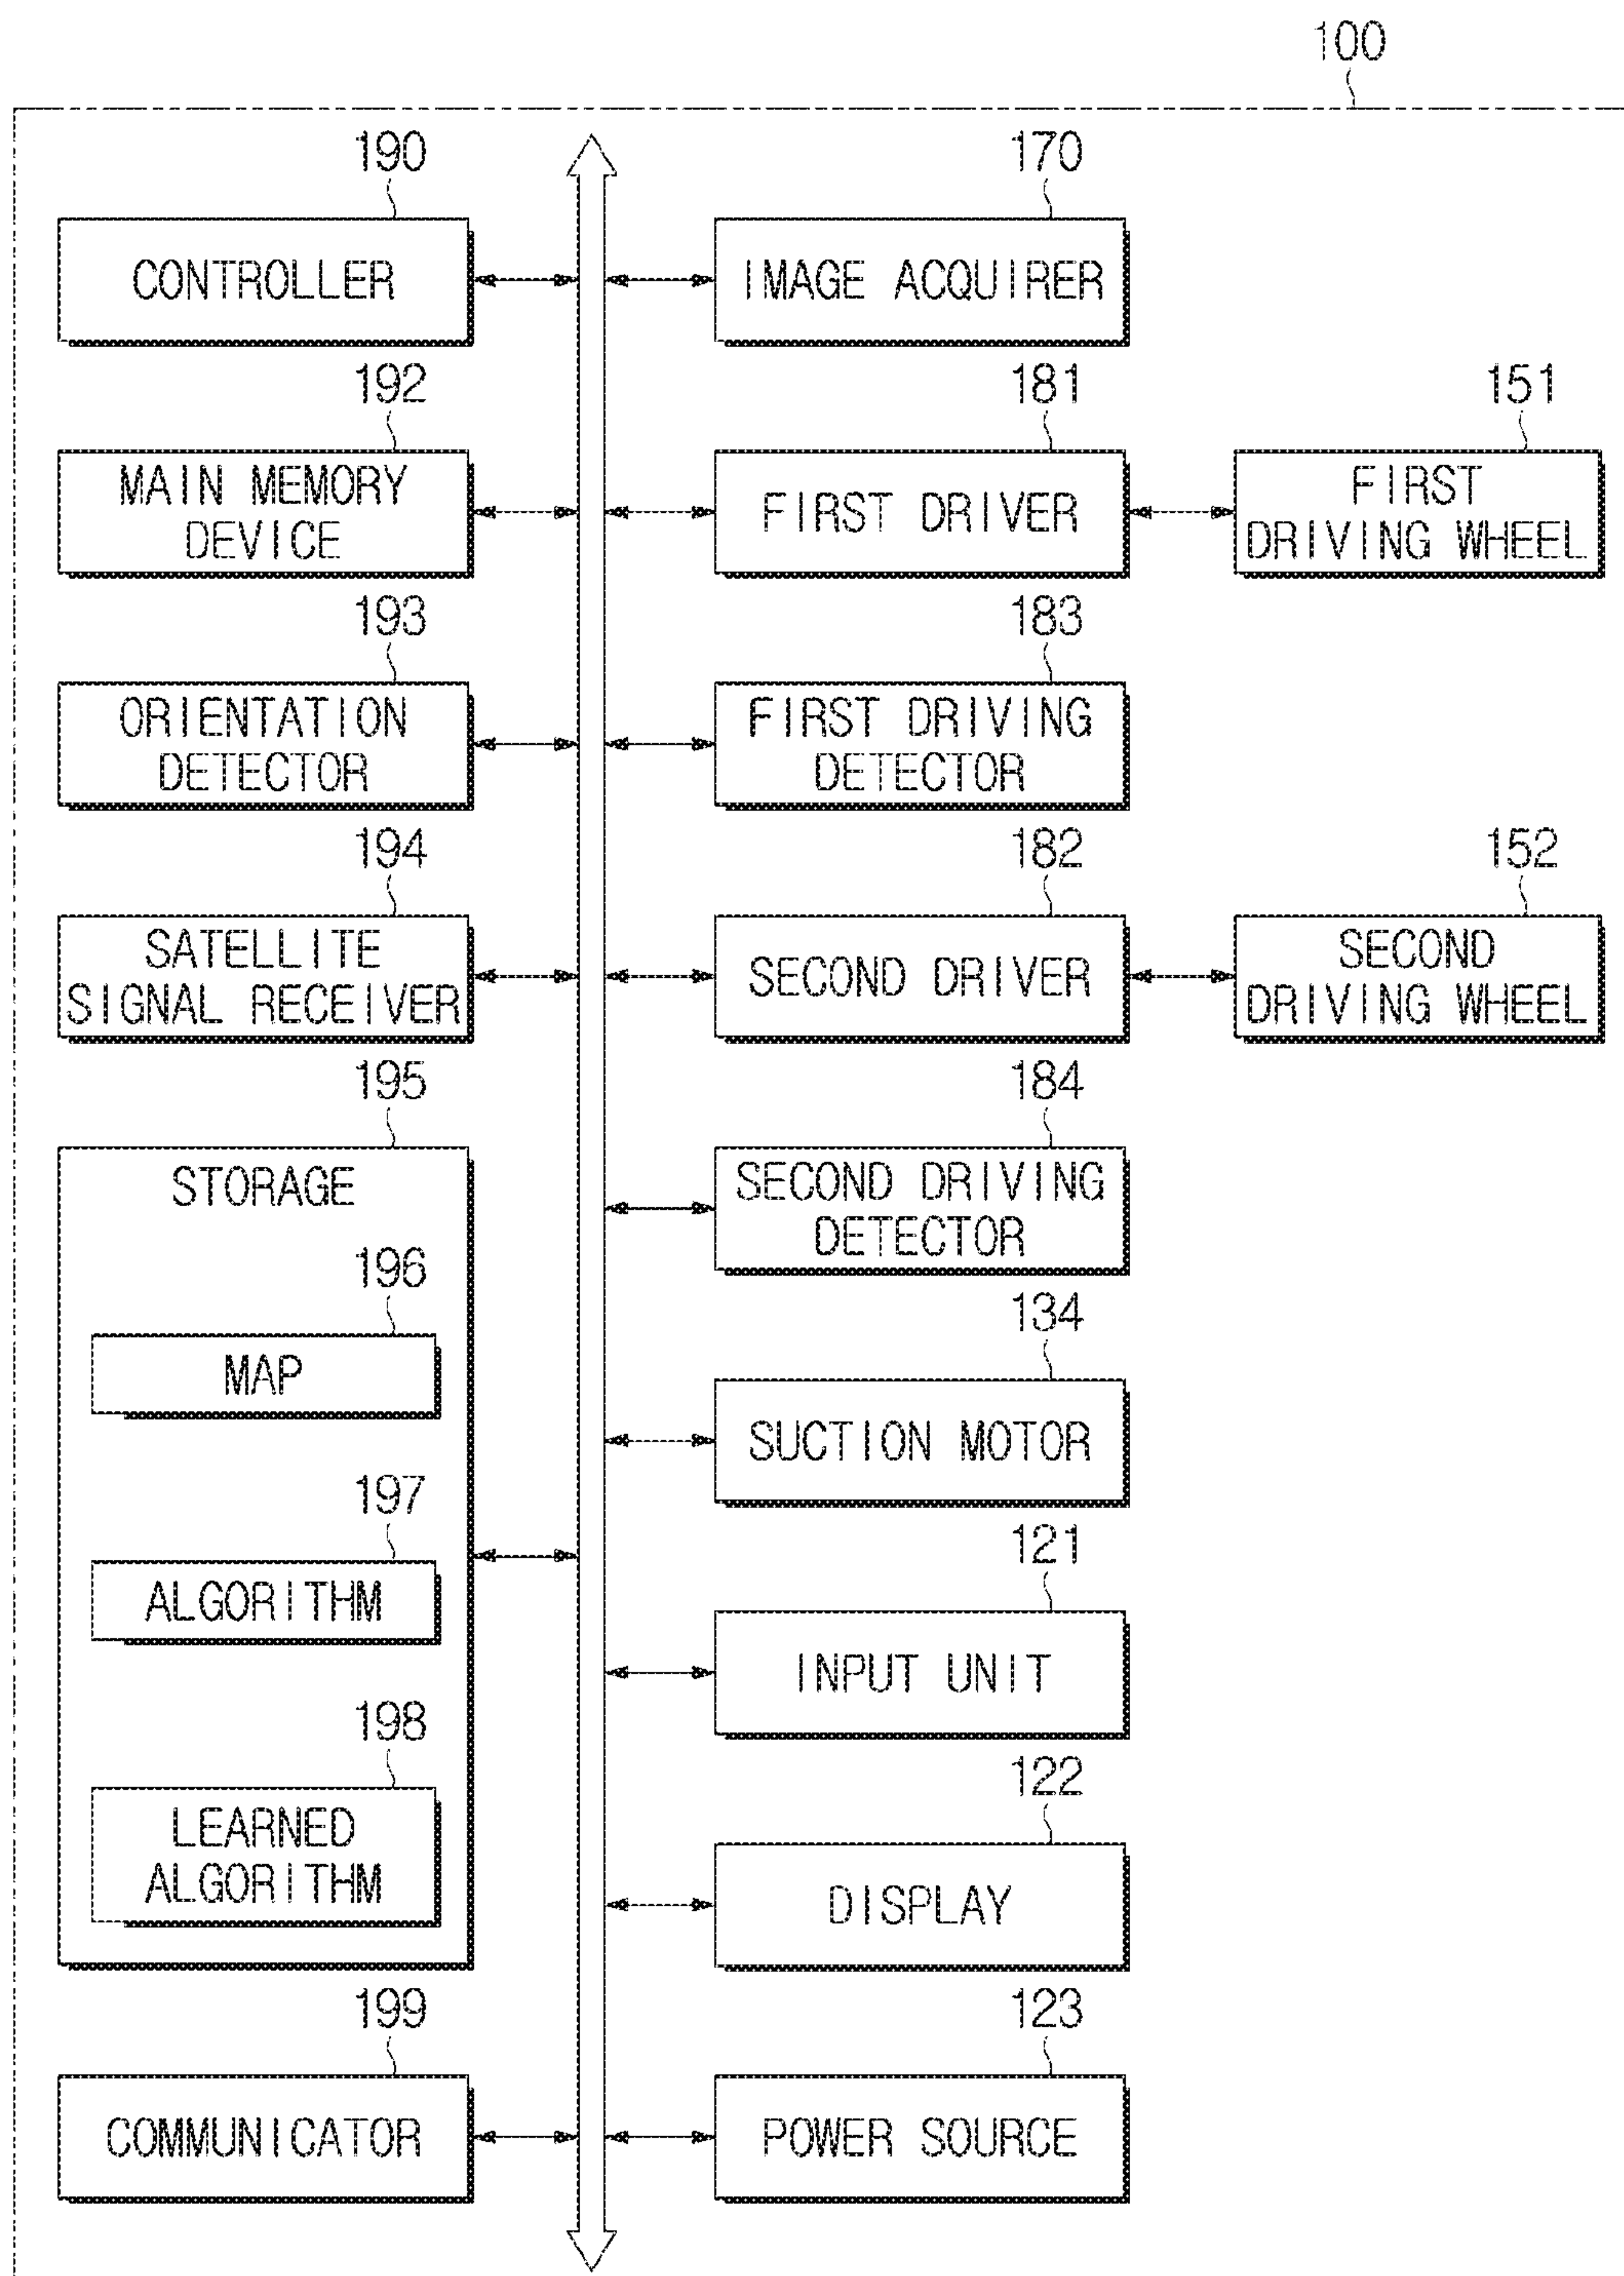 100
190
CONTROLLER
170
IMAGE ACQUIRER
192
MAIN MEMORY
DEVICE
181
FIRST DRIVER
151
FIRST
DRIVING WHEEL
193
ORIENTATION
DETECTOR
183
FIRST DRIVING
DETECTOR
194
SATELLITE
SIGNAL RECEIVER
182
SECOND DRIVER
152
SECOND
DRIVING WHEEL
195
STORAGE
196
MAP
197
ALGORITHM
198
LEARNED
ALGORITHM
184
SECOND DRIVING
DETECTOR
134
SUCTION MOTOR
121
INPUT UNIT
122
DISPLAY
199
COMMUNICATOR
123
POWER SOURCE